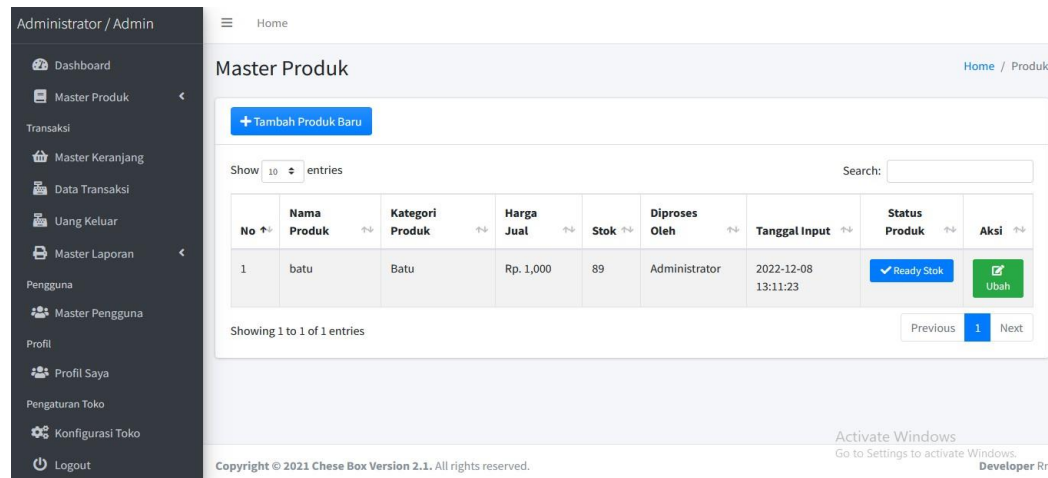 Administrator / Admin
Home
Dashboard
Master Produk
Transaksi
Master Keranjang
Data Transaksi
Uang Keluar
Master Laporan
Pengguna
Master Pengguna
Profil
Profil Saya
Pengaturan Toko
Konfigurasi Toko
Logout
Master Produk
Home / Produk
Tambah Produk Baru
Show 10 entries
Search:
No
Nama Produk
Kategori Produk
Harga Jual
Stok
Diproses Oleh
Tanggal Input
Status Produk
Aksi
1 batu Batu Rp. 1,000 89 Administrator 2022-12-08 13:11:23 Ready Stok Ubah
Showing 1 to 1 of 1 entries
Previous 1 Next
Activate Windows
Go to Settings to activate Windows.
Copyright © 2021 Chese Box Version 2.1. All rights reserved.
Developer